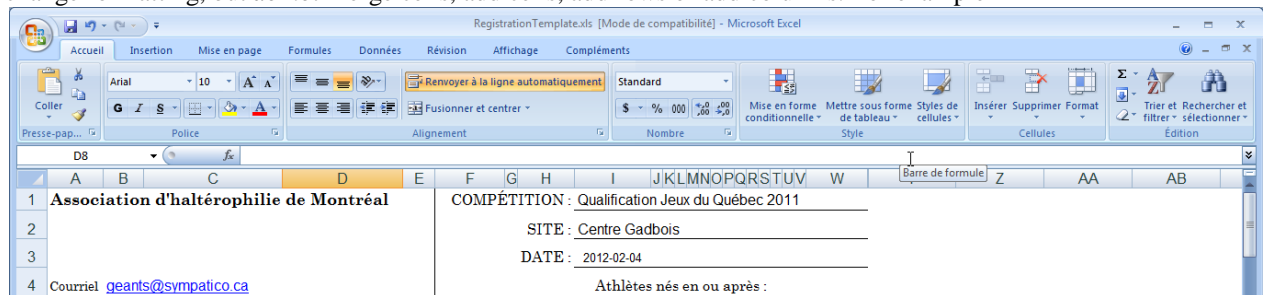 RegistrationTemplate.xls [Mode de compatibilité] - Microsoft Excel
Accueil Insertion Mise en page Formules Données Révision Affichage Compléments
Arial 10 A A Renvoyer à la ligne automatiquement Standard
Coller G I S A Fusionner et centrer $ % 000 Mise en forme conditionnelle Mettre sous forme de tableau Styles de cellules Insérer Supprimer Format Σ Trier et filtrer Rechercher et sélectionner
Presse-pap... Police Alignement Nombre Style Cellules Édition
D8 fx
Barre de formule
A B C D E F G H I J K L M N O P Q R S T U V W Z AA AB
1 Association d'haltérophilie de Montréal COMPÉTITION : Qualification Jeux du Québec 2011
2 SITE : Centre Gadbois
3 DATE : 2012-02-04
4 Courriel geants@sympatico.ca Athlètes nés en ou après :